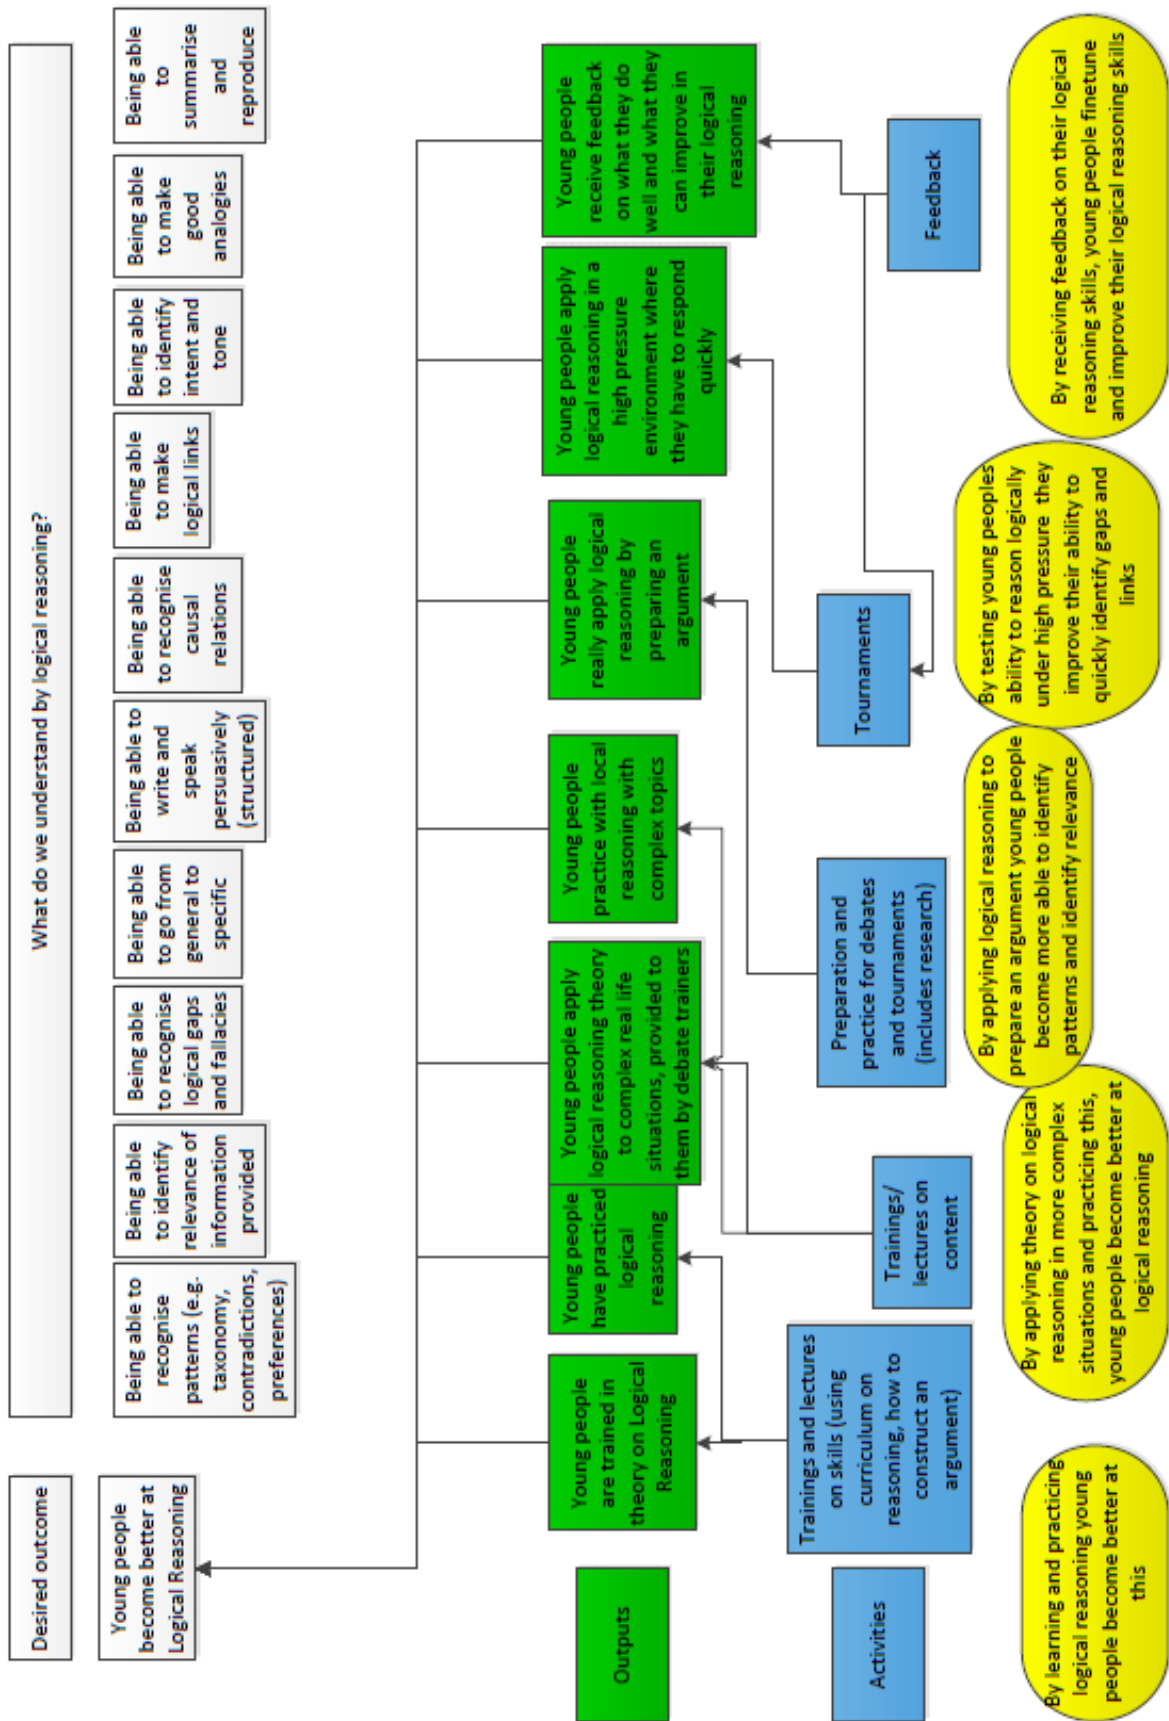 Desired outcome
What do we understand by logical reasoning?
Young people
become better at
Logical Reasoning
Being able to
recognise
patterns (e.g.
taxonomy,
contradictions,
preferences)
Being able
to identify
relevance of
information
provided
Being able
to recognise
logical gaps
and fallacies
Being able
to go from
general to
specific
Being able to
write and
speak
persuasively
(structured)
Being able
to recognise
causal
relations
Being able
to make
logical links
Being able
to identify
intent and
tone
Being able
to make
good
analogies
Being able
to
summarise
and
reproduce
Outputs
Young people
are trained in
theory on Logical
Reasoning
Young people
have practiced
logical
reasoning
Young people apply
logical reasoning theory
to complex real life
situations, provided to
them by debate trainers
Young people
practice with local
reasoning with
complex topics
Young people
really apply logical
reasoning by
preparing an
argument
Young people apply
logical reasoning in a
high pressure
environment where
they have to respond
quickly
Young people
receive feedback
on what they do
well and what they
can improve in
their logical
reasoning
Activities
Trainings and lectures
on skills (using
curriculum on
reasoning, how to
construct an
argument)
Trainings/
lectures on
content
Preparation and
practice for debates
and tournaments
(includes research)
Tournaments
Feedback
By learning and practicing
logical reasoning young
people become better at
this
By applying theory on logical
reasoning in more complex
situations and practicing this,
young people become better at
logical reasoning
By applying logical reasoning to
prepare an argument young people
become more able to identify
patterns and identify relevance
By testing young peoples
ability to reason logically
under high pressure they
improve their ability to
quickly identify gaps and
links
By receiving feedback on their logical
reasoning skills, young people finetune
and improve their logical reasoning skills